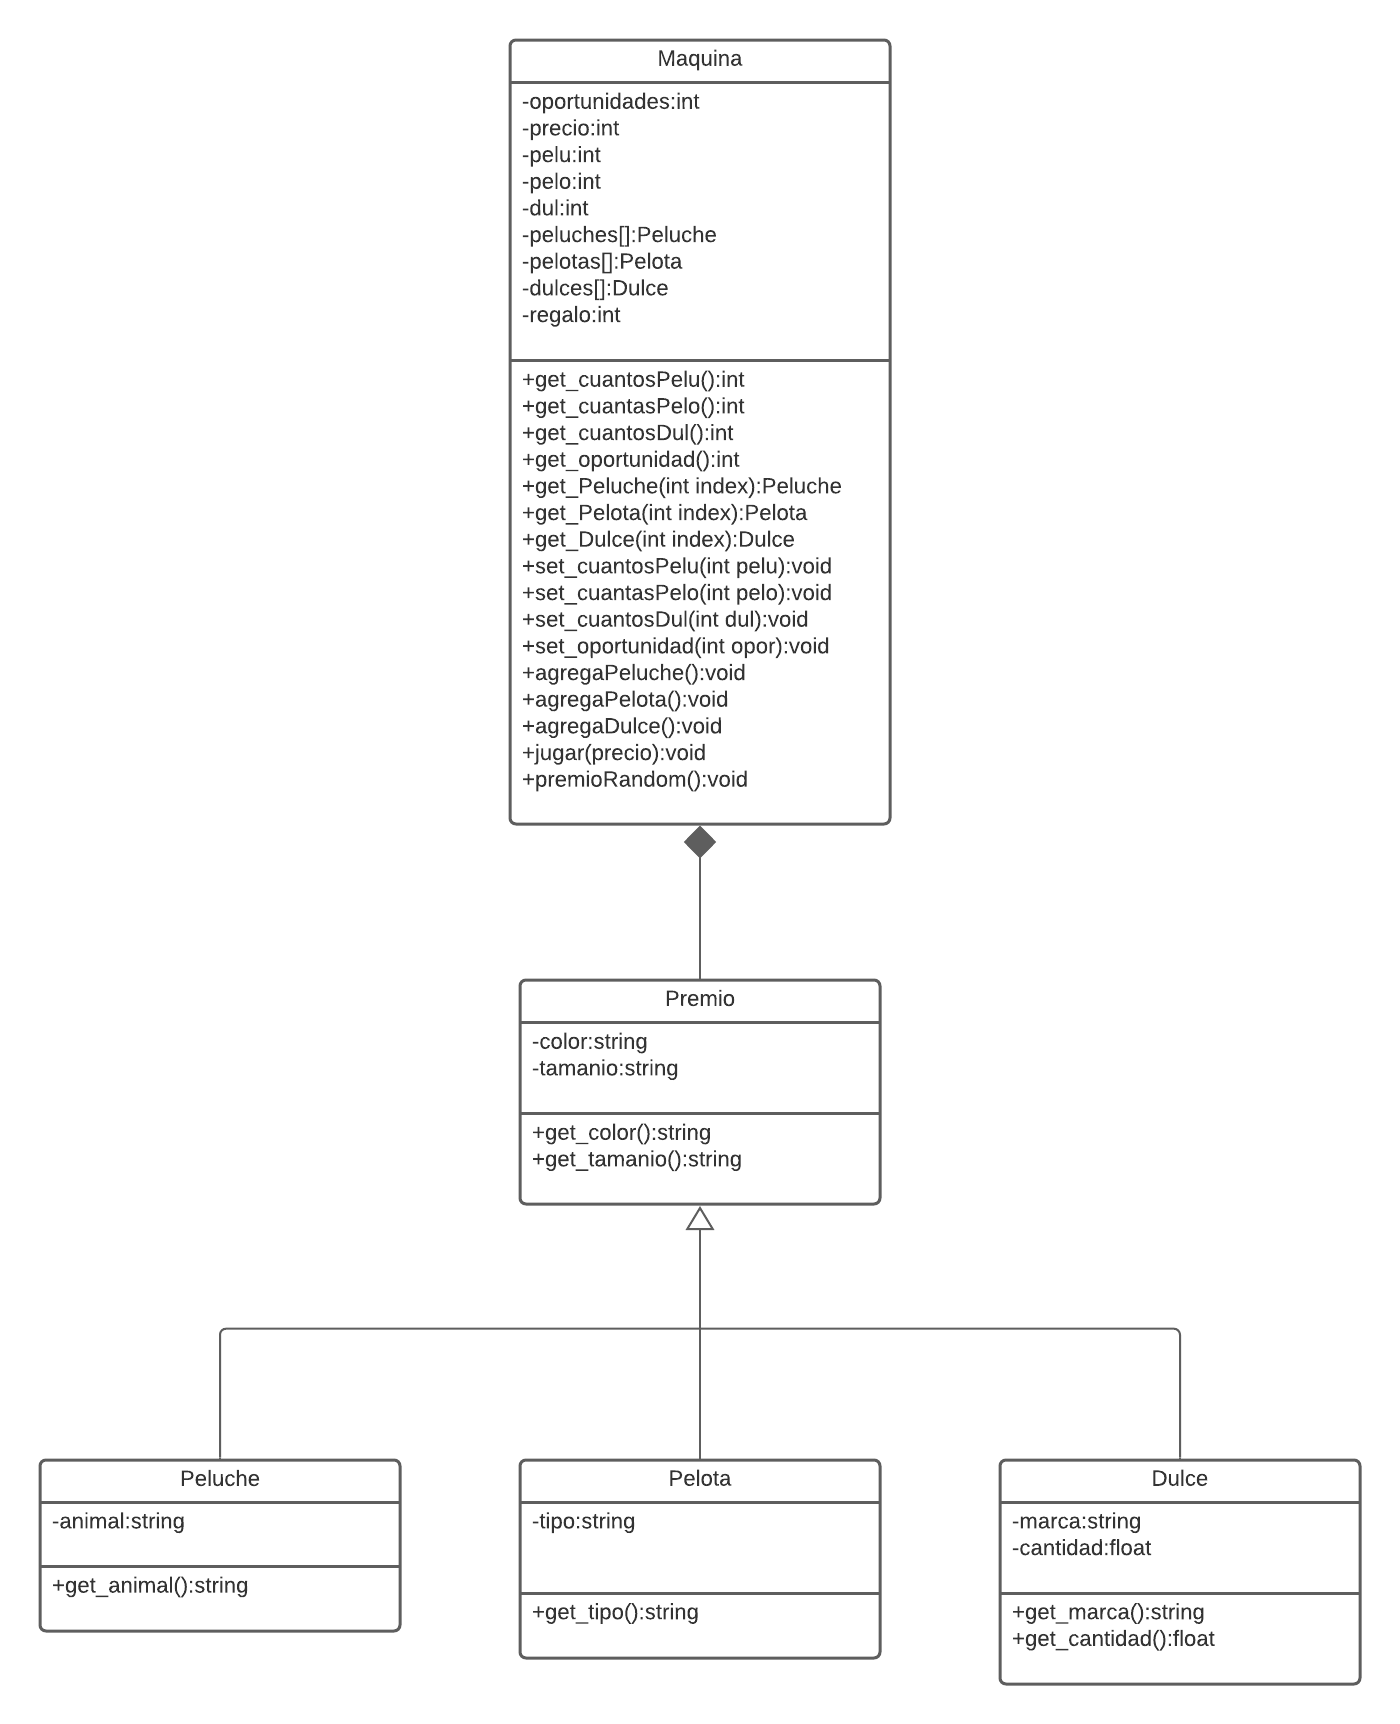 Maquina
-oportunidades:int
-precio:int
-pelu:int
-pelo:int
-dul:int
-peluches[]:Peluche
-pelotas[]:Pelota
-dulces[]:Dulce
-regalo:int
+get_cuantosPelu():int
+get_cuantasPelo():int
+get_cuantosDul():int
+get_oportunidad():int
+get_Peluche(int index):Peluche
+get_Pelota(int index):Pelota
+get_Dulce(int index):Dulce
+set_cuantosPelu(int pelu):void
+set_cuantasPelo(int pelo):void
+set_cuantosDul(int dul):void
+set_oportunidad(int opor):void
+agregaPeluche():void
+agregaPelota():void
+agregaDulce():void
+jugar(precio):void
+premioRandom():void
Premio
-color:string
-tamanio:string
+get_color():string
+get_tamanio():string
Peluche
-animal:string
+get_animal():string
Pelota
-tipo:string
+get_tipo():string
Dulce
-marca:string
-cantidad:float
+get_marca():string
+get_cantidad():float